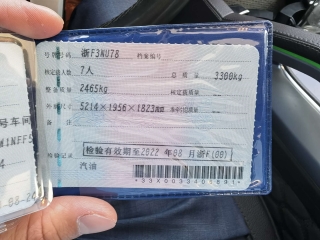 号牌号码 浙F3NU78 档案编号
核定载人数 7人 总质量 3300kg
整备质量 2465kg 核定载质量
外廓尺寸 5214×1956×1823mm 准牵引总质量
备注
检验记录 检验有效期至2022年08月浙F(00)
汽油
号车网